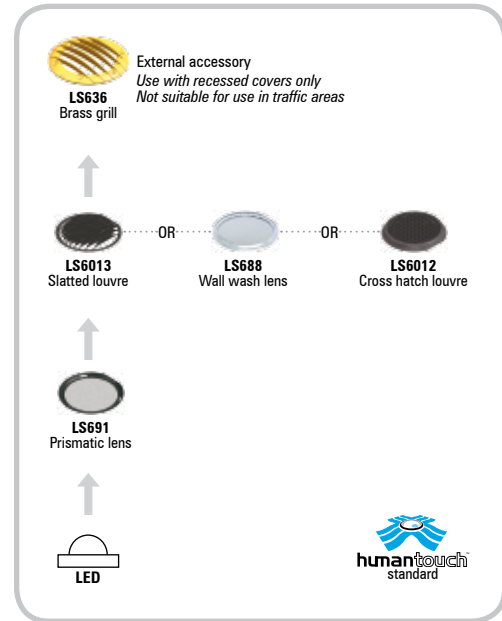 External accessory
Use with recessed covers only
Not suitable for use in traffic areas
LS636
Brass grill
OR
OR
LS6013
Slatted louvre
LS688
Wall wash lens
LS6012
Cross hatch louvre
LS691
Prismatic lens
LED
humantouch™
standard